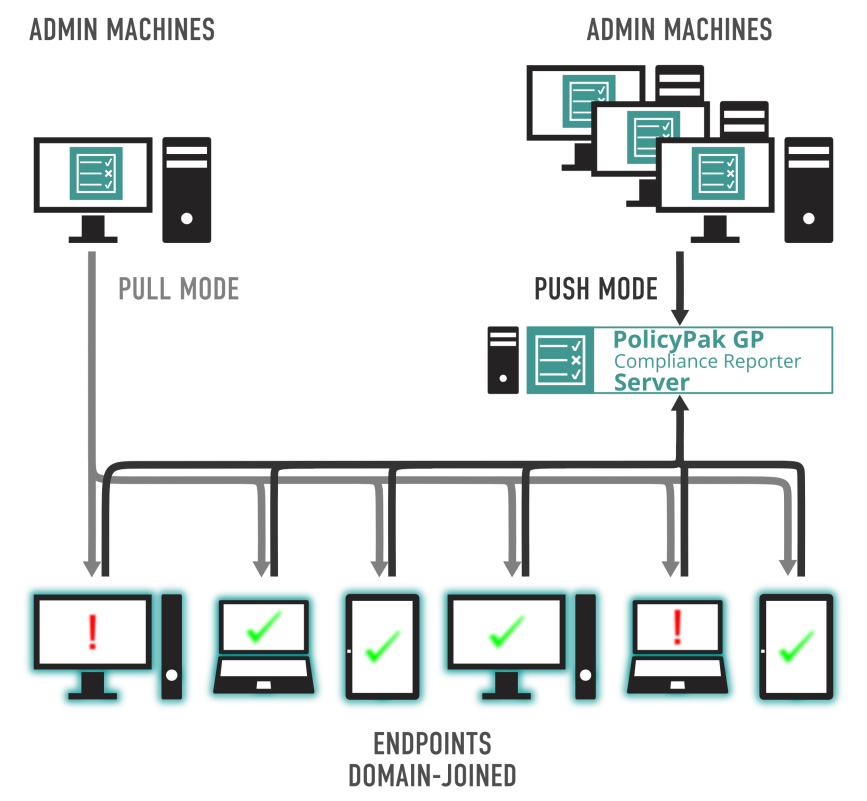 ADMIN MACHINES
ADMIN MACHINES
PULL MODE
PUSH MODE
PolicyPak GP
Compliance Reporter
Server
!
!
ENDPOINTS
DOMAIN-JOINED